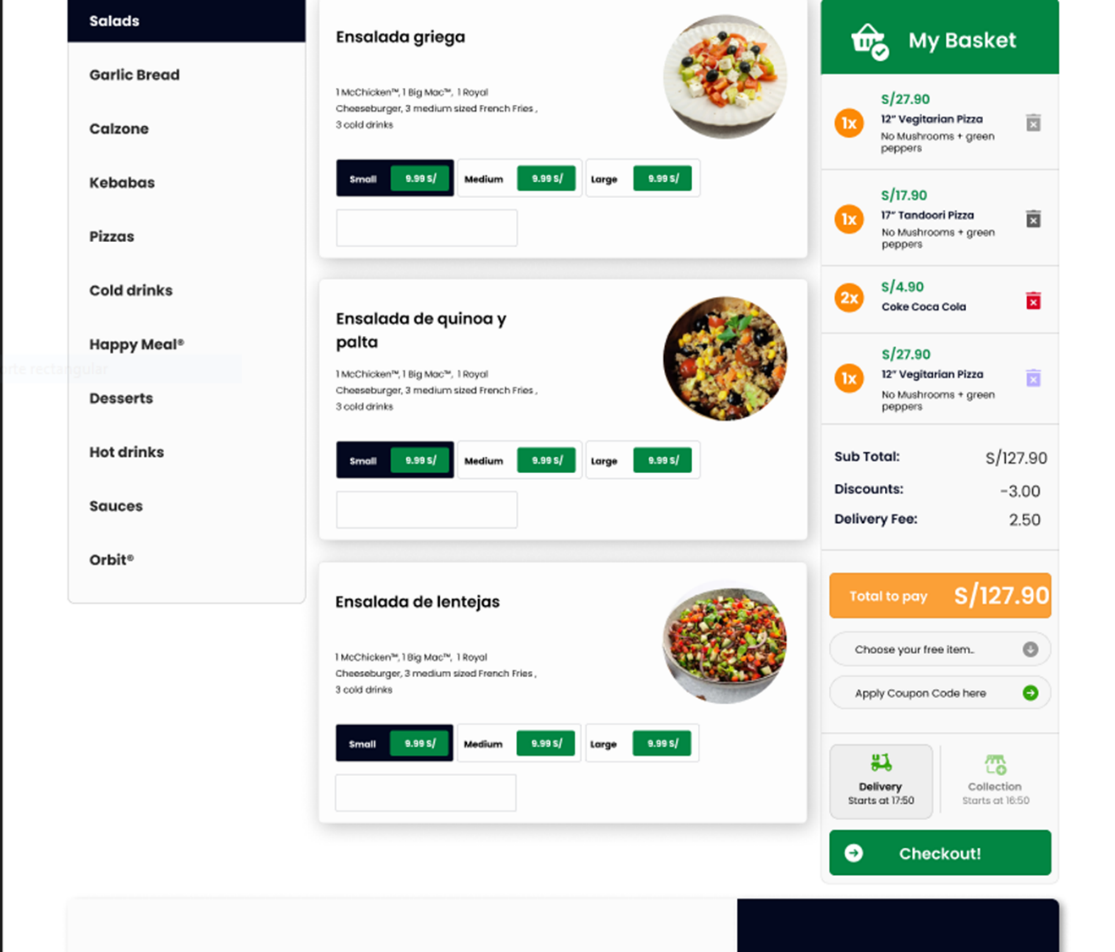 Salads
Garlic Bread
Calzone
Kebabas
Pizzas
Cold drinks
Happy Meal®
Desserts
Hot drinks
Sauces
Orbit®
Ensalada griega
1 McChicken™, 1 Big Mac™, 1 Royal
Cheeseburger, 3 medium sized French Fries ,
3 cold drinks
Small 9.99 S/ Medium 9.99 S/ Large 9.99 S/
Ensalada de quinoa y
palta
1 McChicken™, 1 Big Mac™, 1 Royal
Cheeseburger, 3 medium sized French Fries ,
3 cold drinks
Small 9.99 S/ Medium 9.99 S/ Large 9.99 S/
Ensalada de lentejas
1 McChicken™, 1 Big Mac™, 1 Royal
Cheeseburger, 3 medium sized French Fries ,
3 cold drinks
Small 9.99 S/ Medium 9.99 S/ Large 9.99 S/
My Basket
S/27.90
1x 12" Vegitarian Pizza
No Mushrooms + green
peppers
S/17.90
1x 17" Tandoori Pizza
No Mushrooms + green
peppers
S/4.90
2x Coke Coca Cola
S/27.90
1x 12" Vegitarian Pizza
No Mushrooms + green
peppers
Sub Total: S/127.90
Discounts: -3.00
Delivery Fee: 2.50
Total to pay S/127.90
Choose your free item..
Apply Coupon Code here
Delivery
Starts at 17:50
Collection
Starts at 16:50
Checkout!